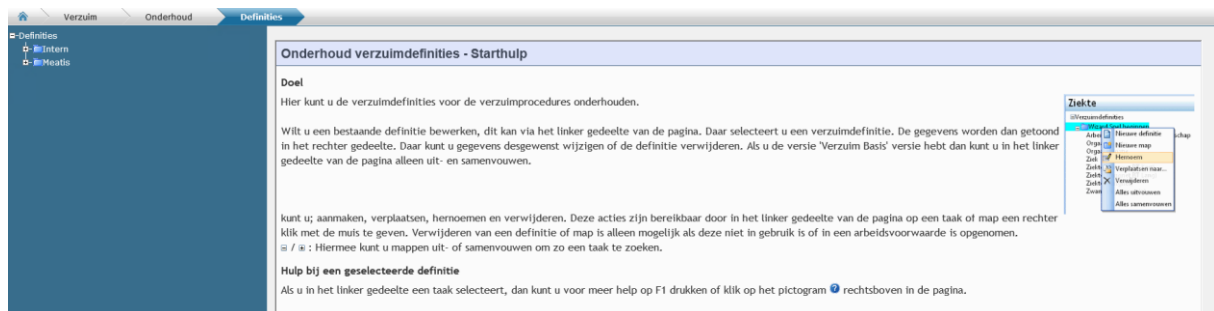 Verzuim Onderhoud Definities
Definities
Intern
Meatis
Onderhoud verzuimdefinities - Starthulp
Doel
Hier kunt u de verzuimdefinities voor de verzuimprocedures onderhouden.
Wilt u een bestaande definitie bewerken, dit kan via het linker gedeelte van de pagina. Daar selecteert u een verzuimdefinitie. De gegevens worden dan getoond
in het rechter gedeelte. Daar kunt u gegevens desgewenst wijzigen of de definitie verwijderen. Als u de versie 'Verzuim Basis' versie hebt dan kunt u in het linker
gedeelte van de pagina alleen uit- en samenvouwen.
Ziekte
Verzuimdefinities
Nieuwe definitie
Nieuwe map
Hernoem
Verplaatsen naar...
Verwijderen
Alles uitvouwen
Alles samenvouwen
Orga
Orga
Ziek
Ziekt
Ziekt
Ziekt
Zwan
schap
kunt u; aanmaken, verplaatsen, hernoemen en verwijderen. Deze acties zijn bereikbaar door in het linker gedeelte van de pagina op een taak of map een rechter
klik met de muis te geven. Verwijderen van een definitie of map is alleen mogelijk als deze niet in gebruik is of in een arbeidsvoorwaarde is opgenomen.
/ : Hiermee kunt u mappen uit- of samenvouwen om zo een taak te zoeken.
Hulp bij een geselecteerde definitie
Als u in het linker gedeelte een taak selecteert, dan kunt u voor meer help op F1 drukken of klik op het pictogram rechtsboven in de pagina.